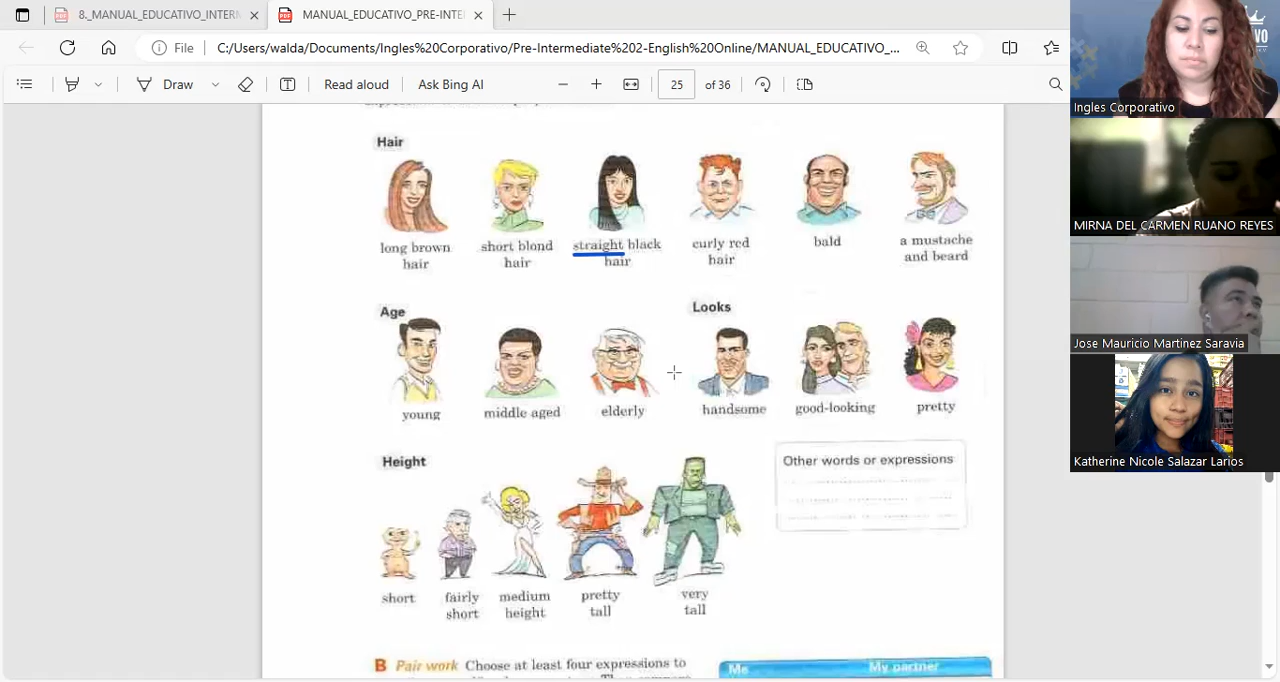 8._MANUAL_EDUCATIVO_INTERN
MANUAL_EDUCATIVO_PRE-INTE
File
C:/Users/walda/Documents/Ingles%20Corporativo/Pre-Intermediate%202-English%20Online/MANUAL_EDUCATIVO_...
Draw
Read aloud
Ask Bing AI
25 of 36
Hair
long brown hair
short blond hair
straight black hair
curly red hair
bald
a mustache and beard
Age
Looks
young
middle aged
elderly
handsome
good-looking
pretty
Height
Other words or expressions
short
fairly short
medium height
pretty tall
very tall
B Pair work Choose at least four expressions to
Me
My partner
Ingles Corporativo
MIRNA DEL CARMEN RUANO REYES
Jose Mauricio Martinez Saravia
Katherine Nicole Salazar Larios